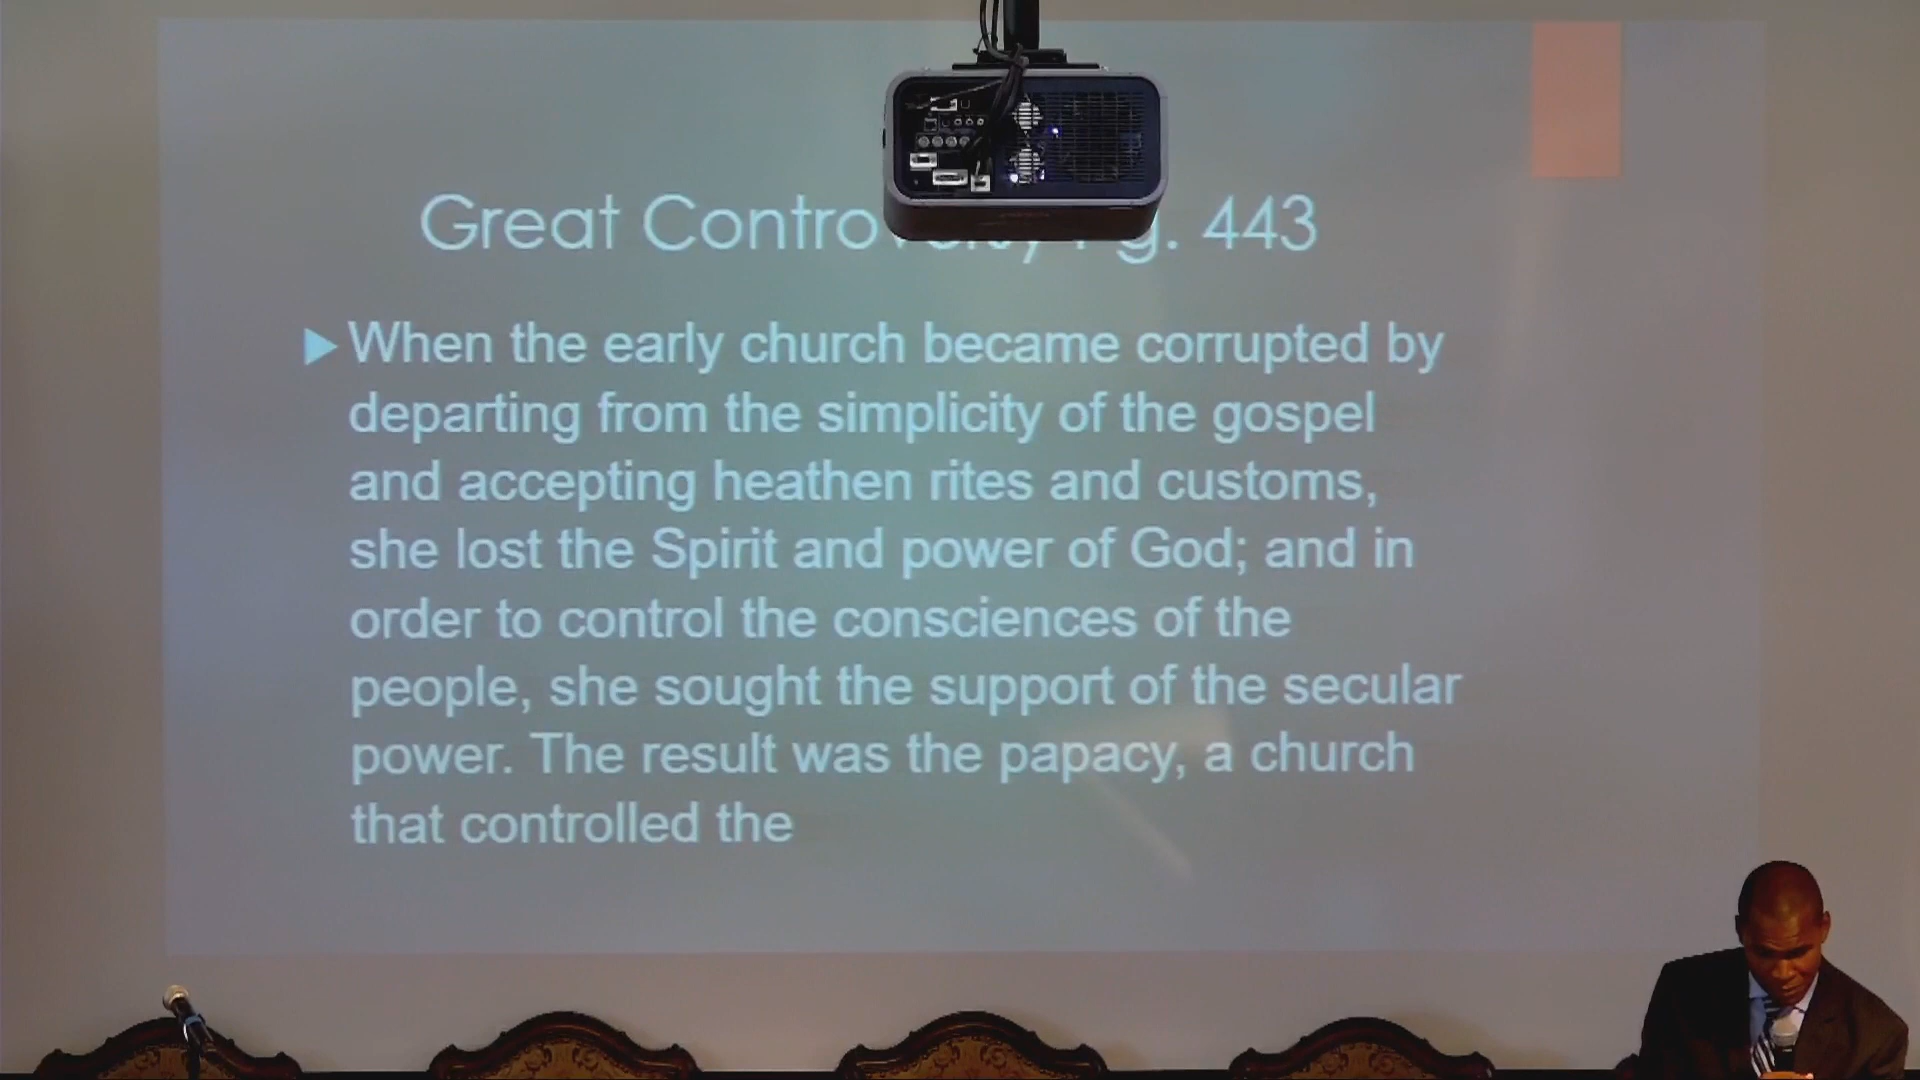 Great Controversy Pg. 443
When the early church became corrupted by
departing from the simplicity of the gospel
and accepting heathen rites and customs,
she lost the Spirit and power of God; and in
order to control the consciences of the
people, she sought the support of the secular
power. The result was the papacy, a church
that controlled the